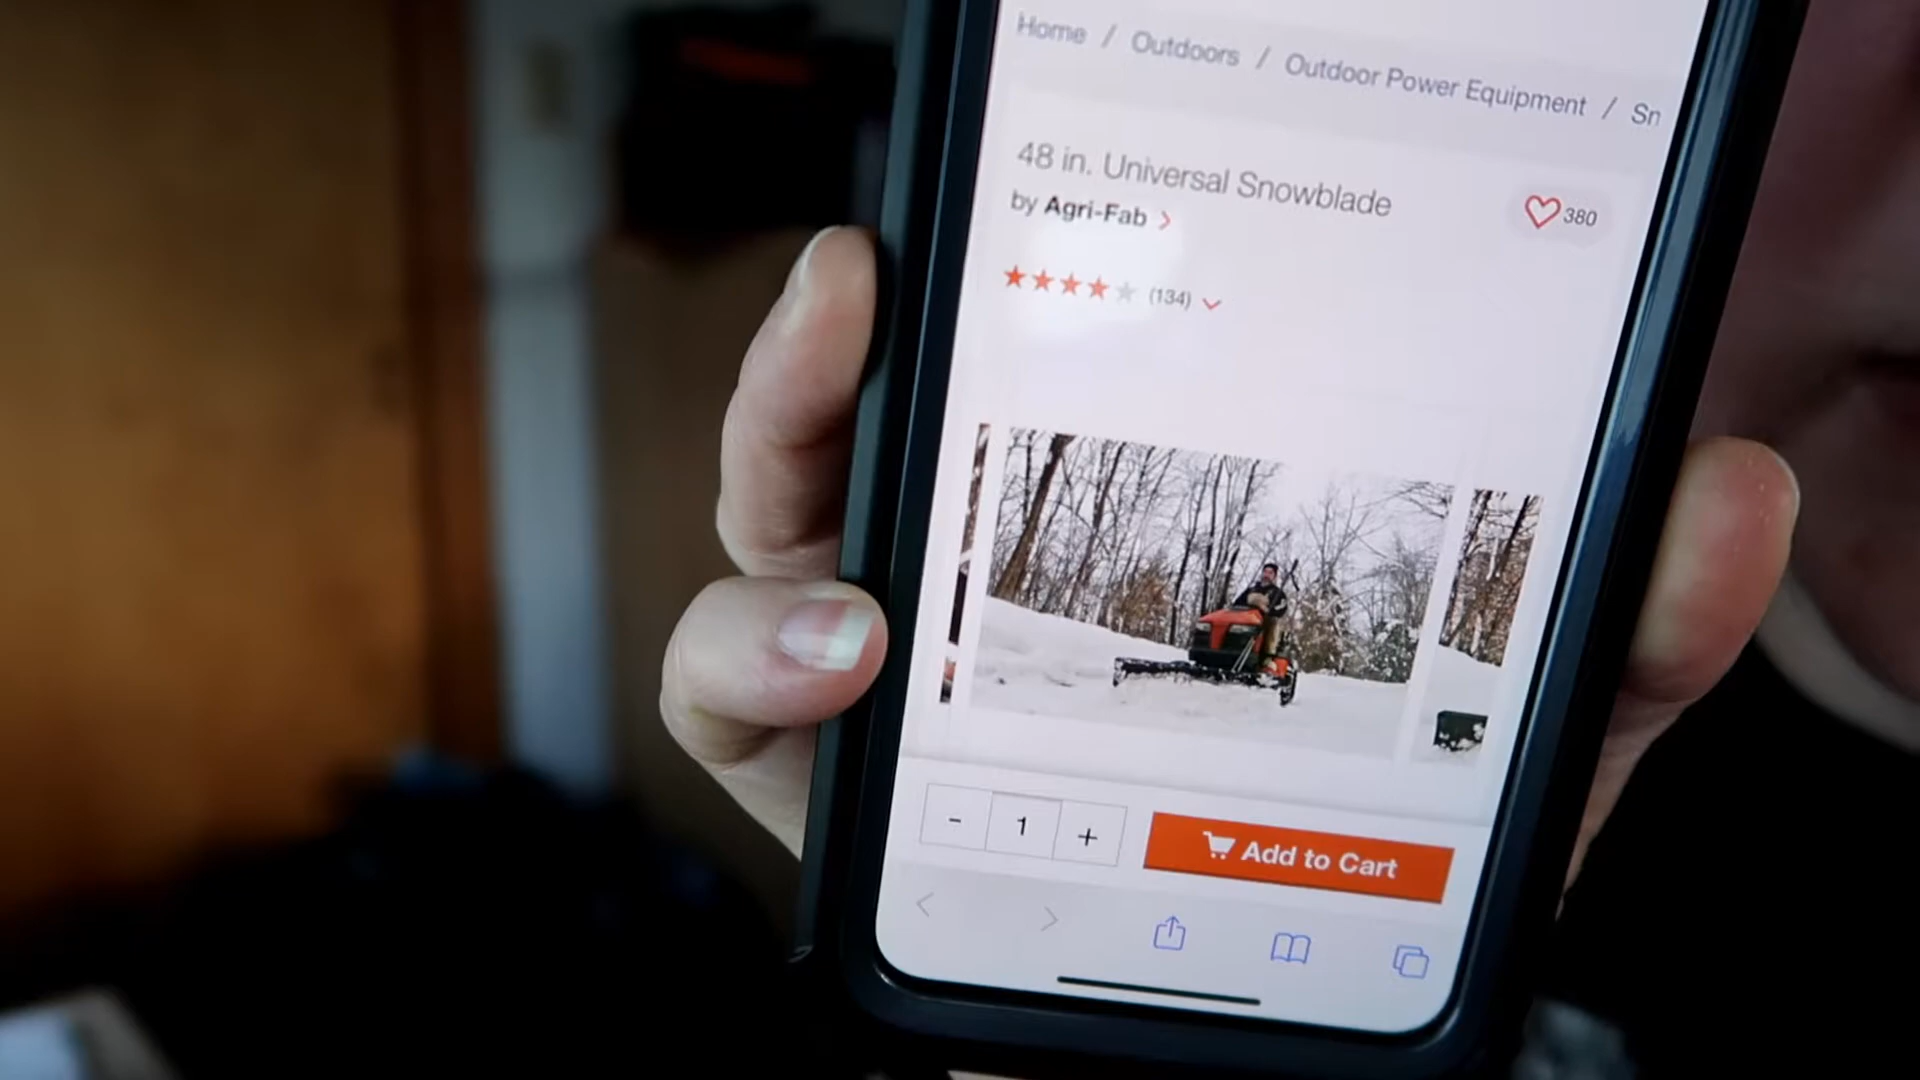 Home / Outdoors / Outdoor Power Equipment / Sn
48 in. Universal Snowblade
380
by Agri-Fab >
(134)
- 1 +
Add to Cart